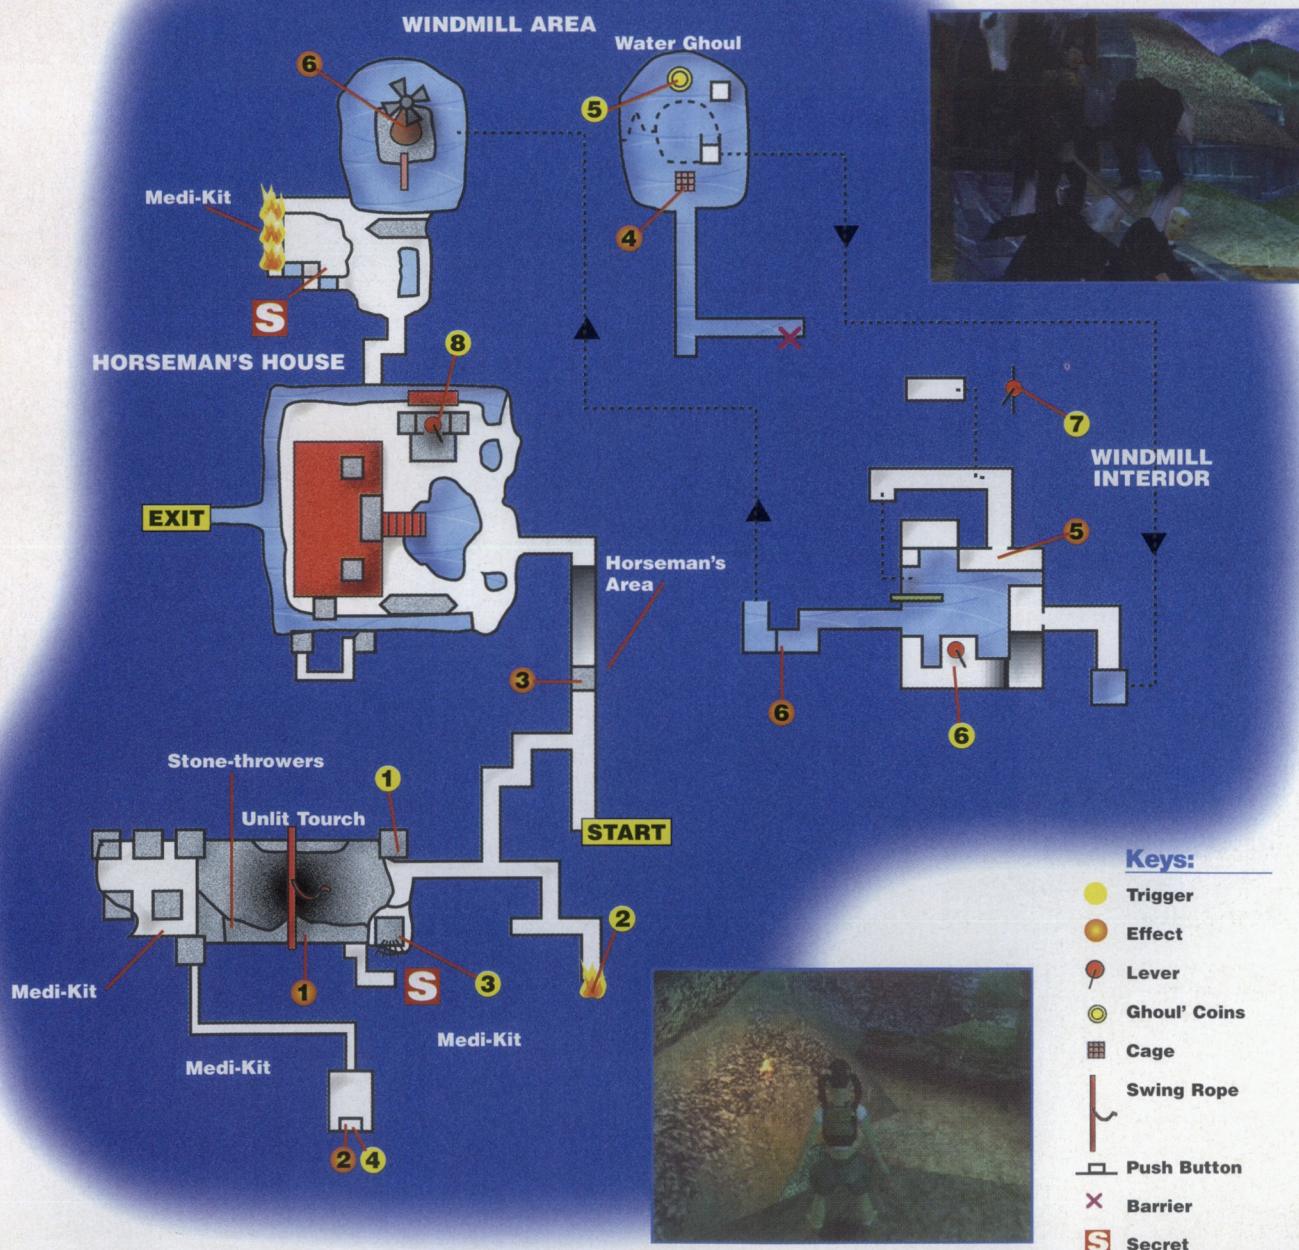 WINDMILL AREA
Water Ghoul
6
5
Medi-Kit
4
S
HORSEMAN'S HOUSE
8
7
WINDMILL
INTERIOR
EXIT
5
Horseman's
Area
3
6
6
Stone-throwers
1
Unlit Tourch
START
Keys:
Trigger
2
Effect
Lever
3
S
Medi-Kit
1
Ghoul' Coins
Medi-Kit
Cage
Medi-Kit
Swing Rope
2
4
Push Button
Barrier
S
Secret